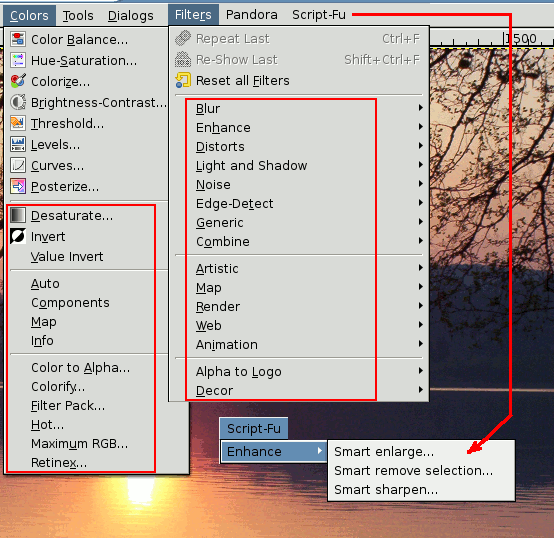 Colors Tools Dialogs Filters Pandora Script-Fu
Color Balance...
Hue-Saturation...
Colorize...
Brightness-Contrast...
Threshold...
Levels...
Curves...
Posterize...
Desaturate...
Invert
Value Invert
Auto
Components
Map
Info
Color to Alpha...
Colorify...
Filter Pack...
Hot...
Maximum RGB...
Retinex...
Repeat Last Ctrl+F
Re-Show Last Shift+Ctrl+F
Reset all Filters
Blur
Enhance
Distorts
Light and Shadow
Noise
Edge-Detect
Generic
Combine
Artistic
Map
Render
Web
Animation
Alpha to Logo
Decor
1500
Script-Fu
Enhance
Smart enlarge...
Smart remove selection...
Smart sharpen...